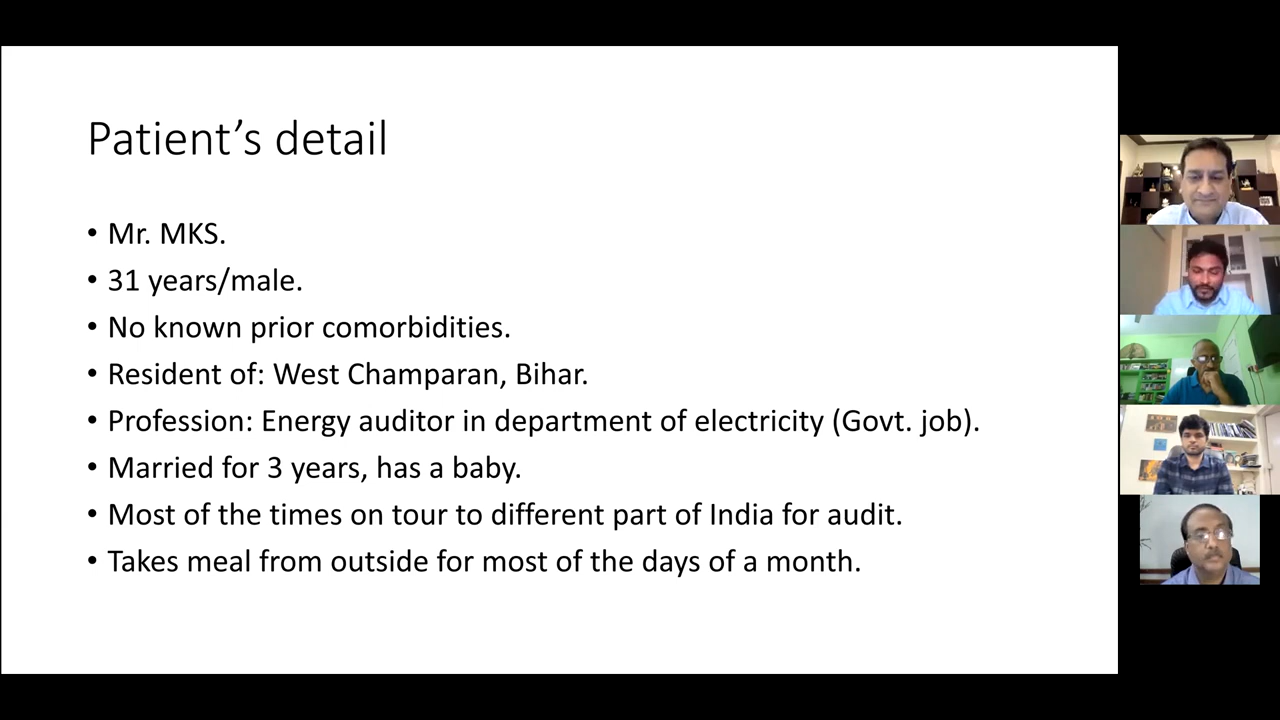 Patient’s detail
• Mr. MKS.
• 31 years/male.
• No known prior comorbidities.
• Resident of: West Champaran, Bihar.
• Profession: Energy auditor in department of electricity (Govt. job).
• Married for 3 years, has a baby.
• Most of the times on tour to different part of India for audit.
• Takes meal from outside for most of the days of a month.